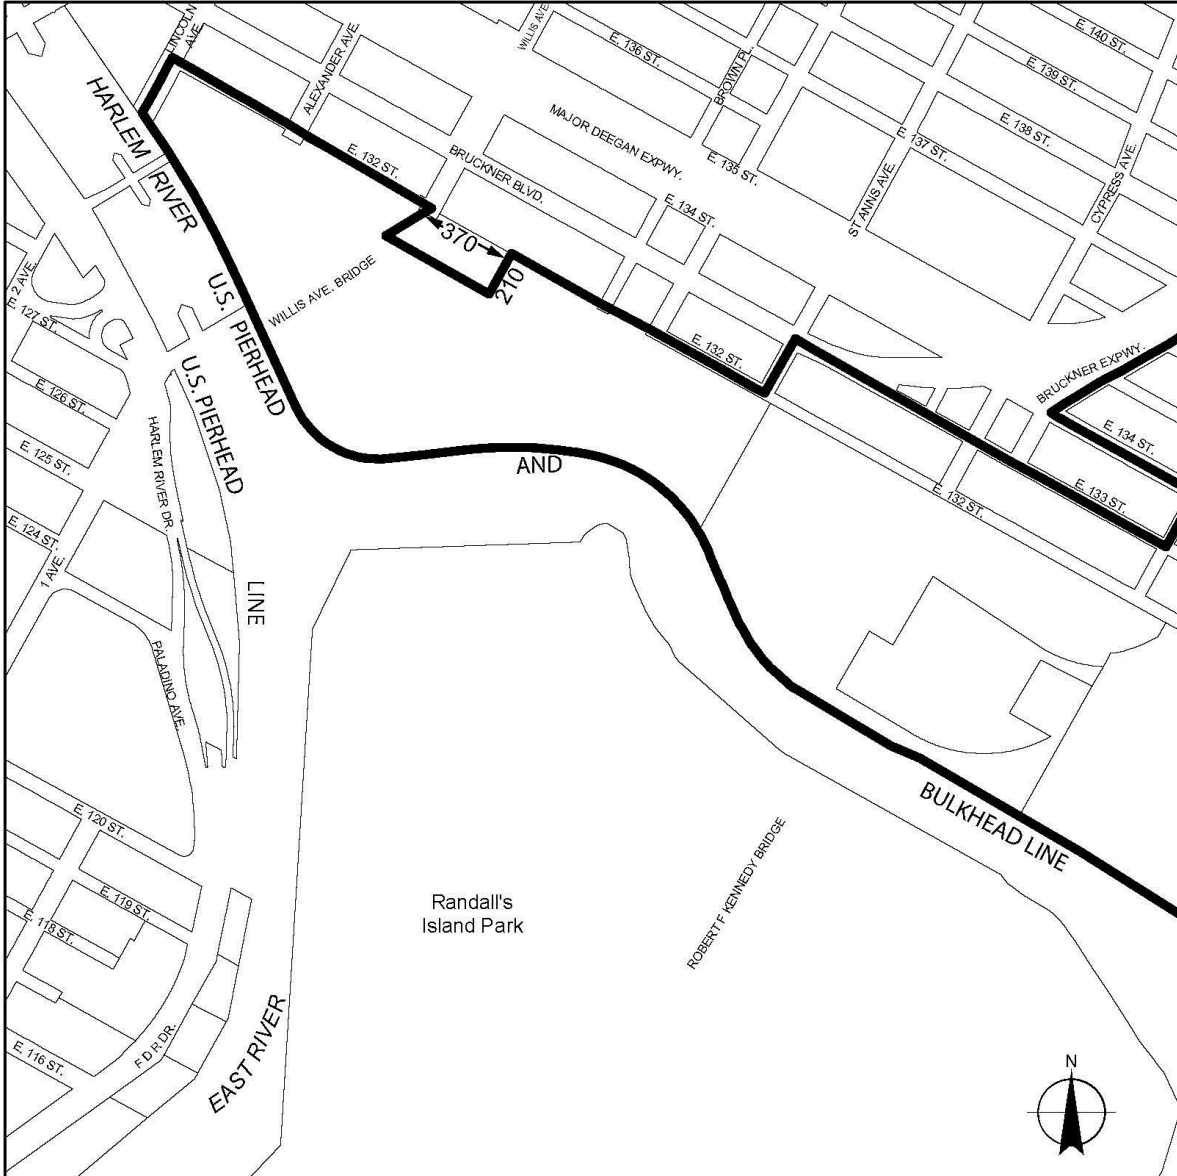 LINCOLN
AVE.
ALEXANDER AVE.
WILLIS AVE.
E. 136 ST.
BROWN PL.
E. 140 ST.
E. 139 ST.
E. 138 ST.
E. 137 ST.
MAJOR DEEGAN EXPWY.
E. 135 ST.
ST ANNS AVE.
CYPRESS AVE.
HARLEM
RIVER
E. 132 ST.
BRUCKNER BLVD.
E. 134 ST.
370
210
2 AVE.
E. 127 ST.
U.S.
PIERHEAD
WILLIS AVE. BRIDGE
E. 132 ST.
BRUCKNER EXPWY.
E. 126 ST.
U.S. PIERHEAD
HARLEM RIVER DR.
E. 125 ST.
AND
E. 134 ST.
E. 133 ST.
E. 132 ST.
E. 124 ST.
1 AVE.
LINE
PALADINO AVE.
BULKHEAD LINE
E. 120 ST.
E. 119 ST.
E. 118 ST.
Randall's
Island Park
ROBERT F KENNEDY BRIDGE
E. 116 ST.
F D R DR.
EAST RIVER
N